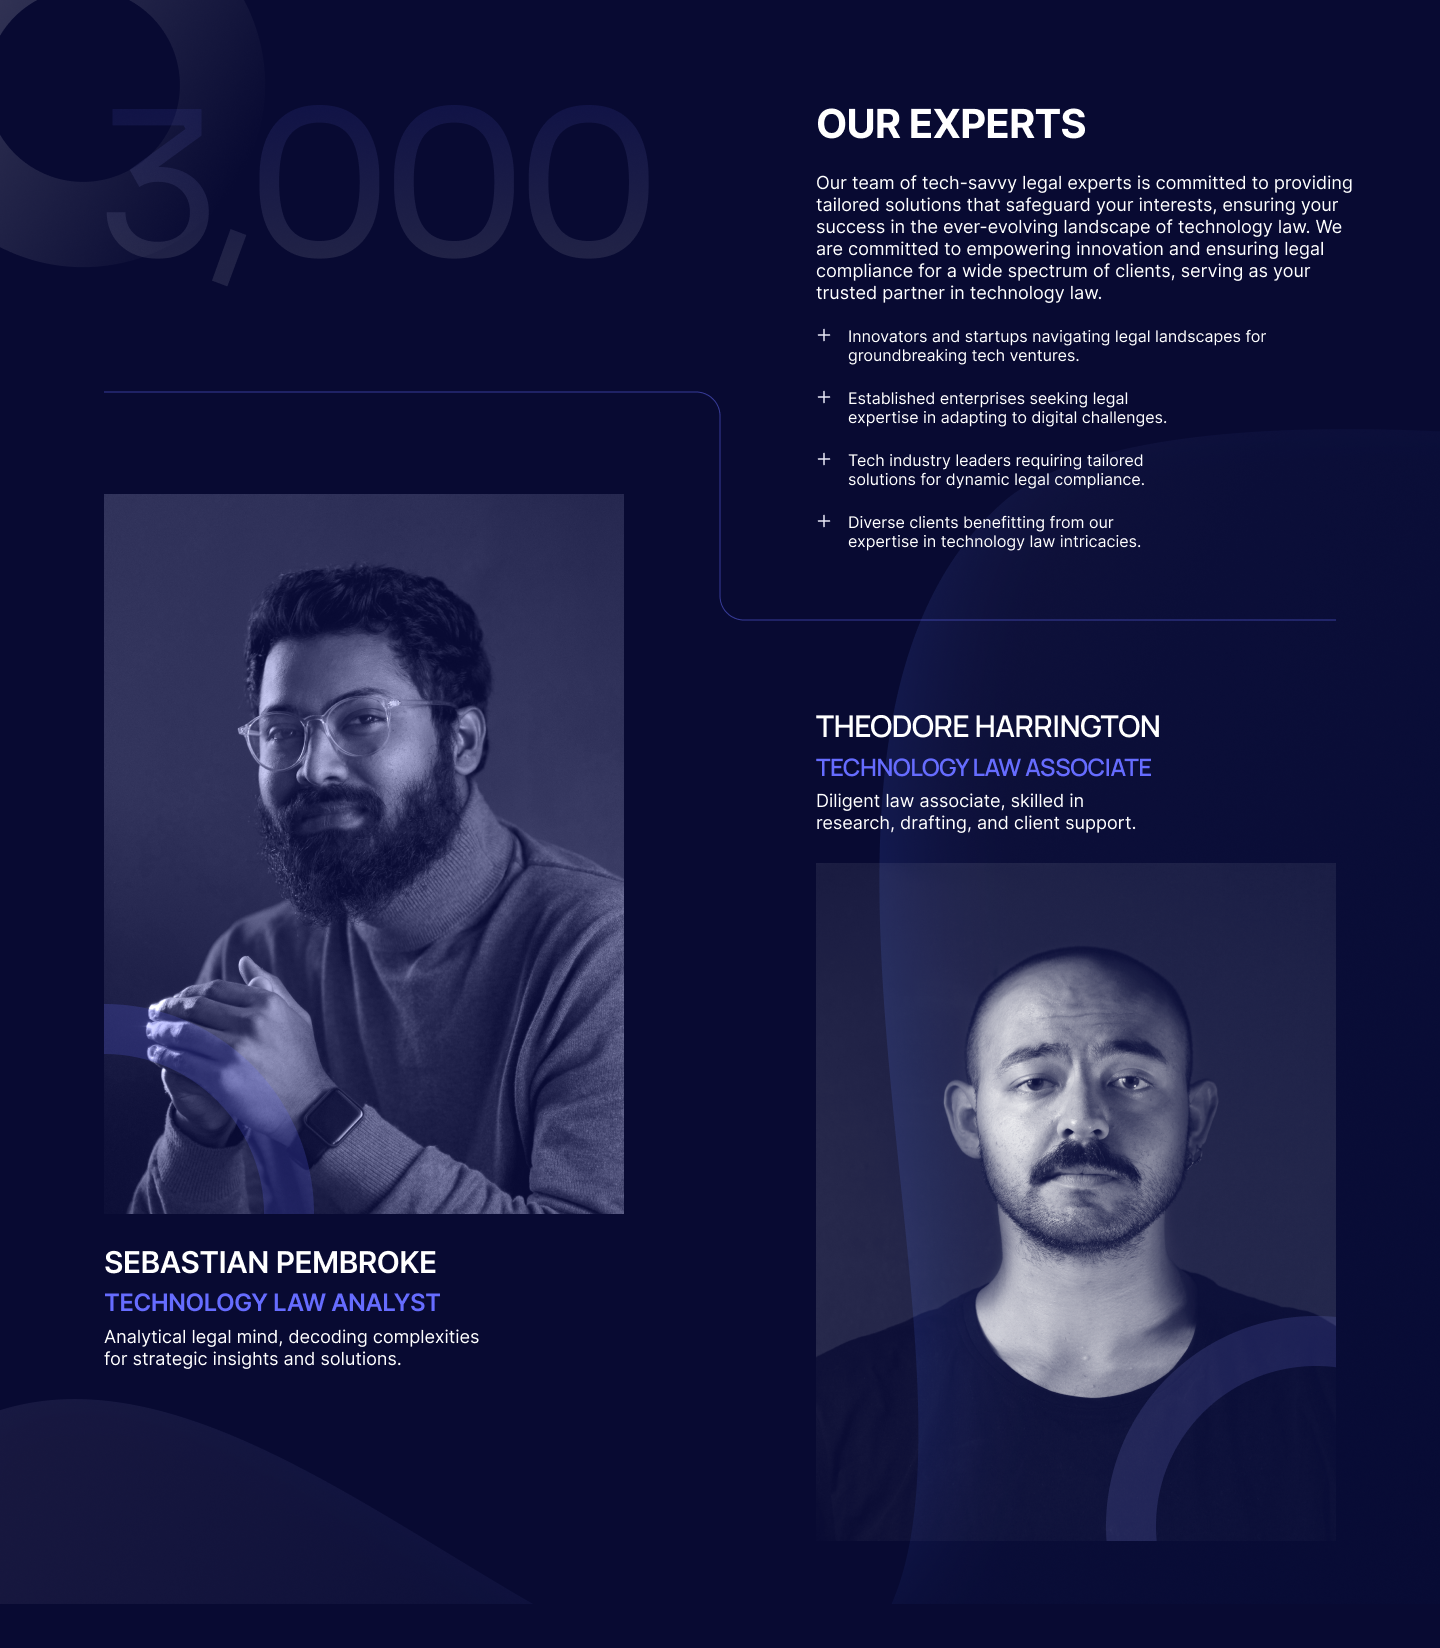 3,000
OUR EXPERTS
Our team of tech-savvy legal experts is committed to providing
tailored solutions that safeguard your interests, ensuring your
success in the ever-evolving landscape of technology law. We
are committed to empowering innovation and ensuring legal
compliance for a wide spectrum of clients, serving as your
trusted partner in technology law.
+ Innovators and startups navigating legal landscapes for
groundbreaking tech ventures.
+ Established enterprises seeking legal
expertise in adapting to digital challenges.
+ Tech industry leaders requiring tailored
solutions for dynamic legal compliance.
+ Diverse clients benefitting from our
expertise in technology law intricacies.
THEODORE HARRINGTON
TECHNOLOGY LAW ASSOCIATE
Diligent law associate, skilled in
research, drafting, and client support.
SEBASTIAN PEMBROKE
TECHNOLOGY LAW ANALYST
Analytical legal mind, decoding complexities
for strategic insights and solutions.